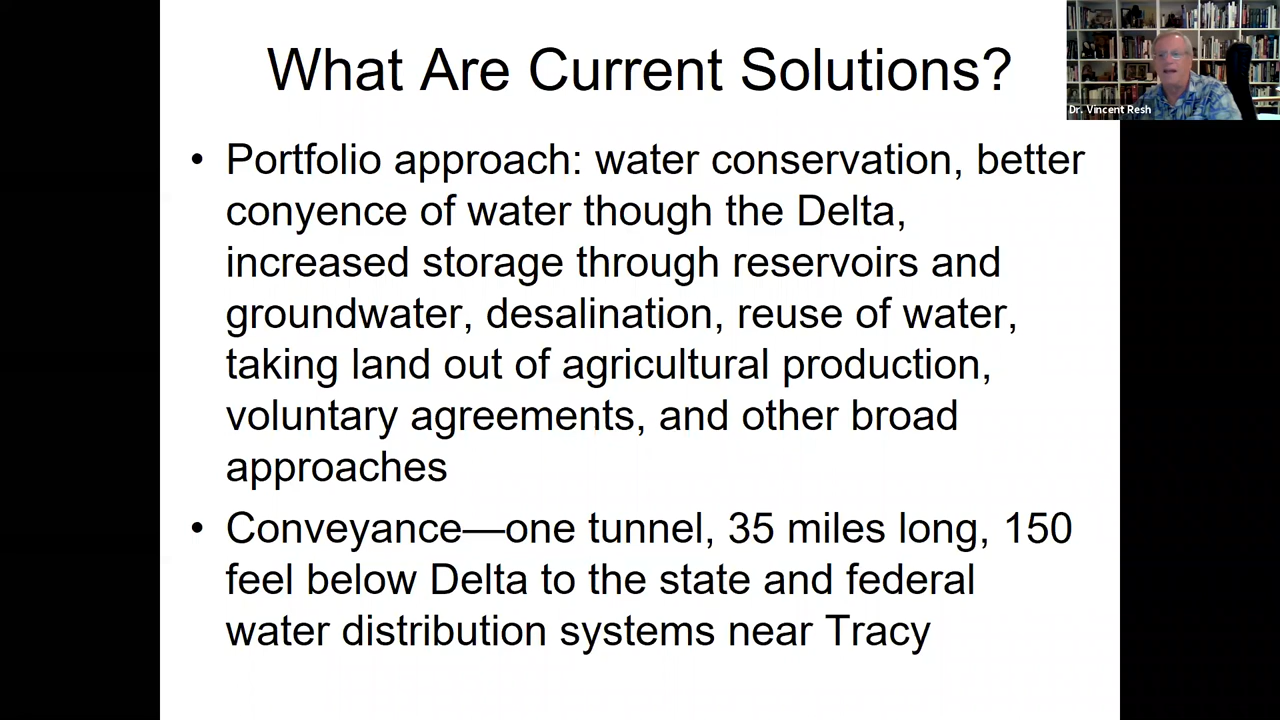 What Are Current Solutions?
Dr. Vincent Resh
• Portfolio approach: water conservation, better
conyence of water though the Delta,
increased storage through reservoirs and
groundwater, desalination, reuse of water,
taking land out of agricultural production,
voluntary agreements, and other broad
approaches
• Conveyance—one tunnel, 35 miles long, 150
feel below Delta to the state and federal
water distribution systems near Tracy